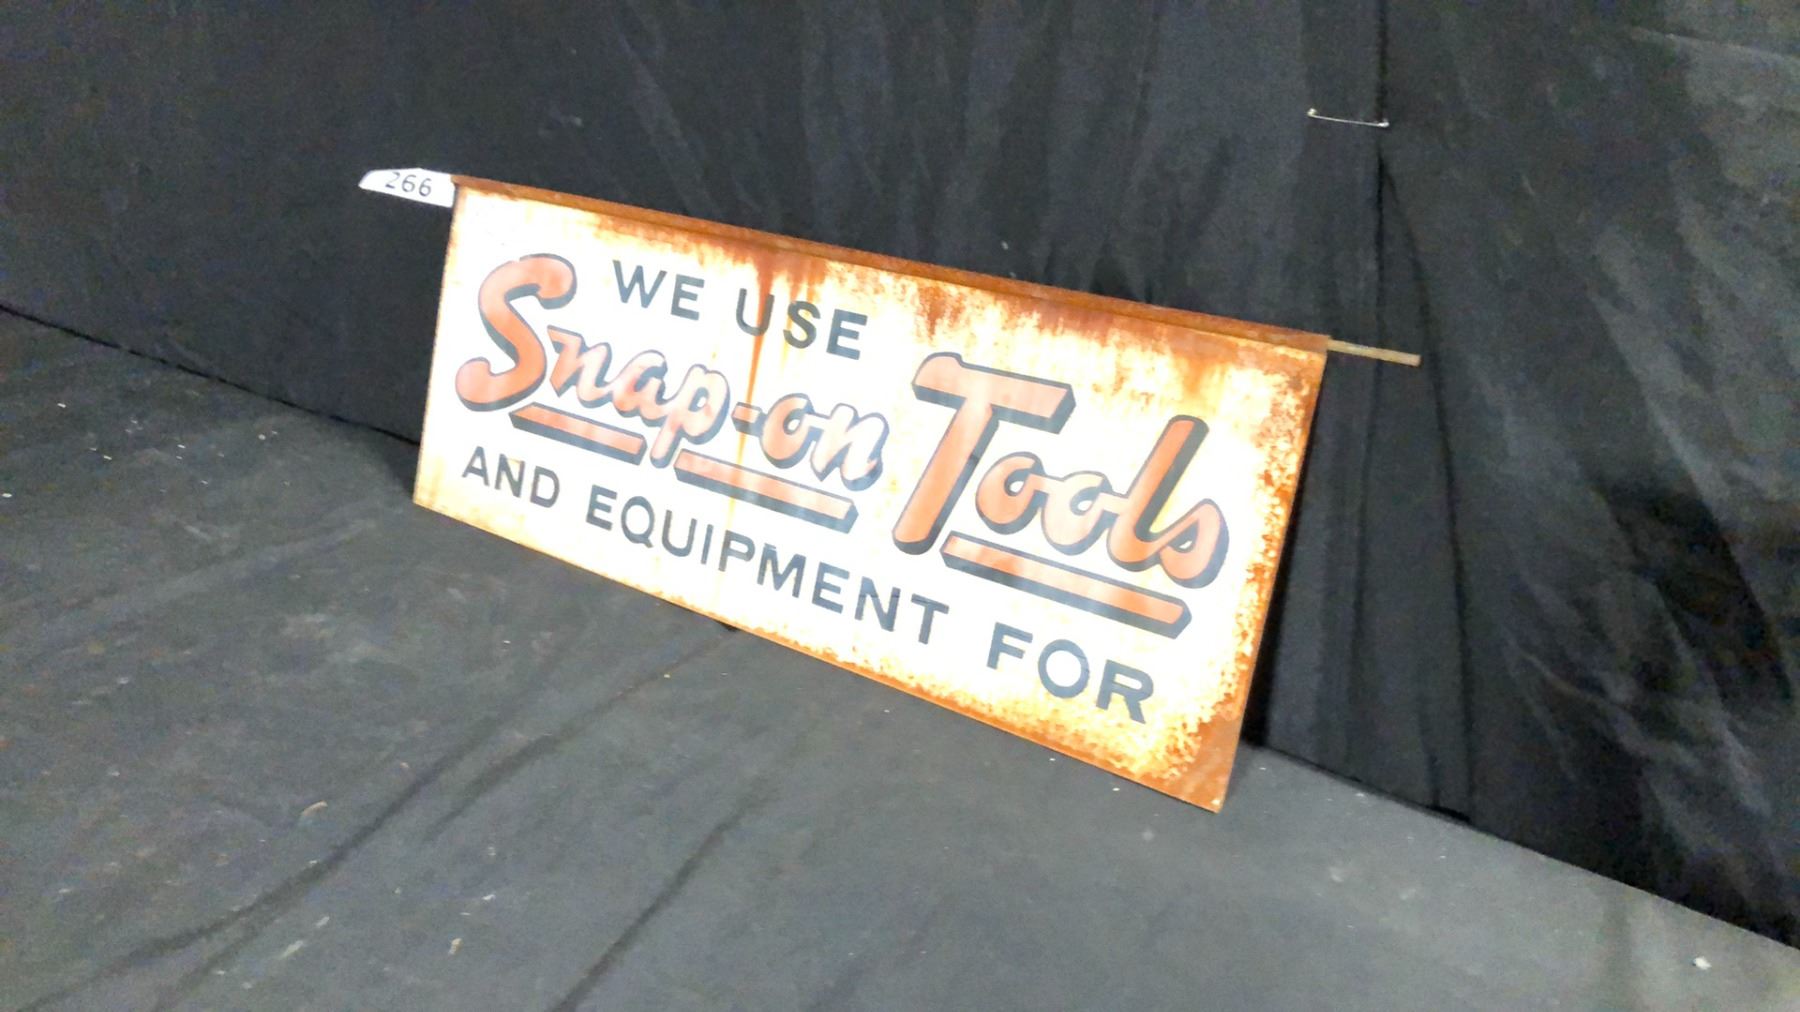 266
WE USE
Snap-on Tools
AND EQUIPMENT FOR